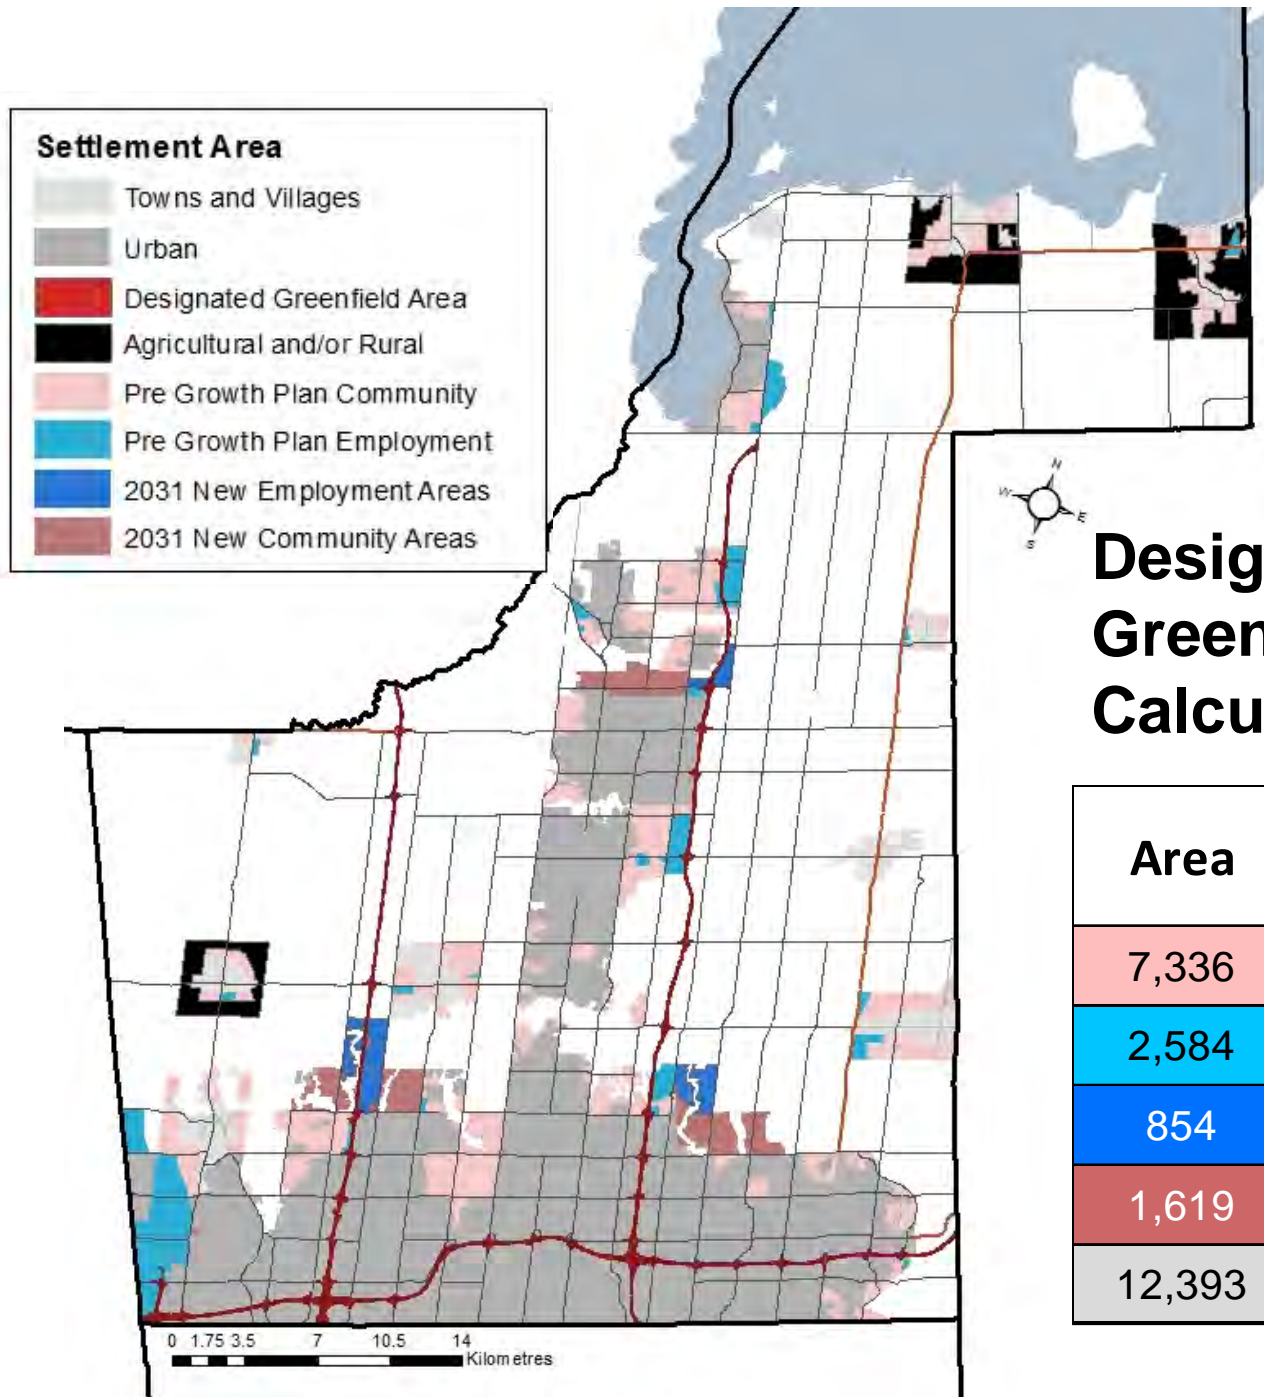 Settlement Area
Towns and Villages
Urban
Designated Greenfield Area
Agricultural and/or Rural
Pre Growth Plan Community
Pre Growth Plan Employment
2031 New Employment Areas
2031 New Community Areas
N
W
E
S
Desig
Green
Calcu
Area
7,336
2,584
854
1,619
12,393
0 1.75 3.5 7 10.5 14
Kilometres